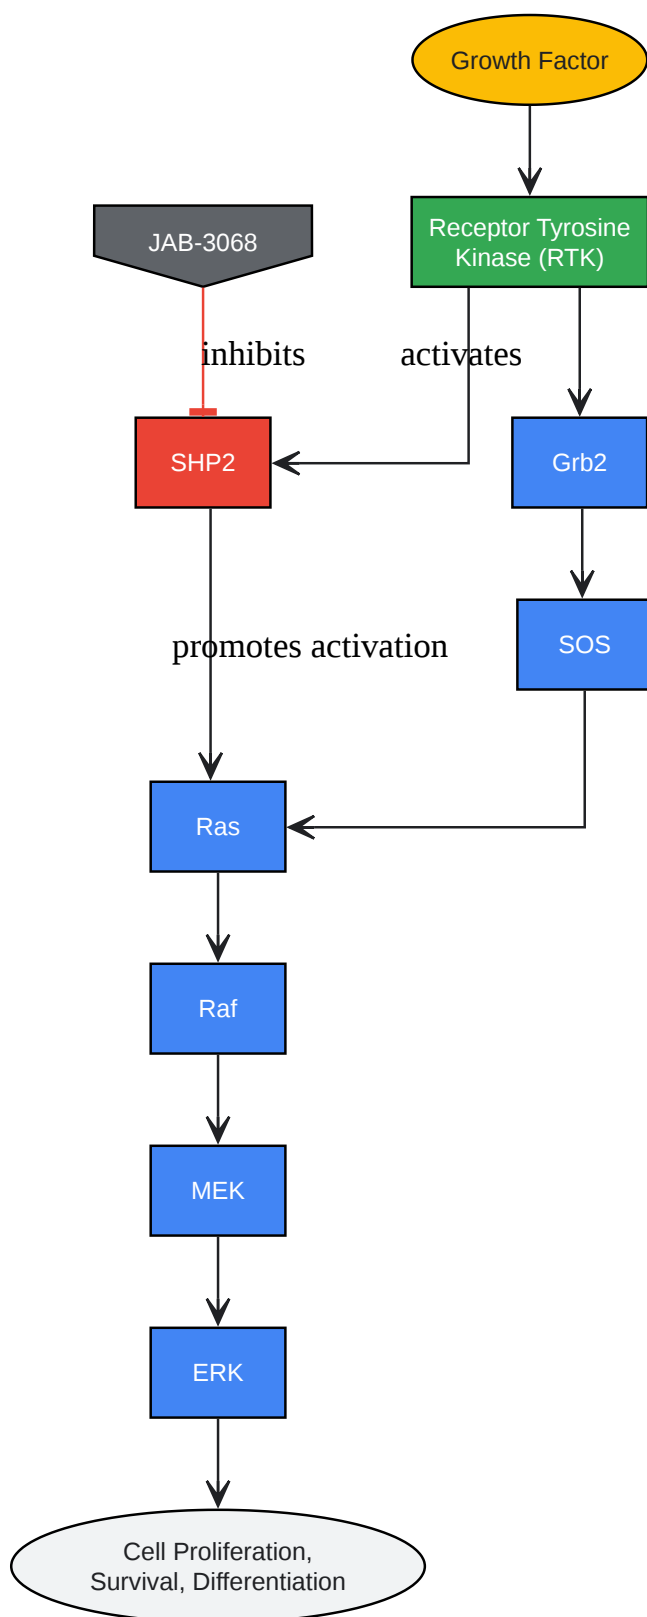 Growth Factor
JAB-3068
Receptor Tyrosine
Kinase (RTK)
inhibits
activates
SHP2
Grb2
promotes activation
SOS
Ras
Raf
MEK
ERK
Cell Proliferation,
Survival, Differentiation